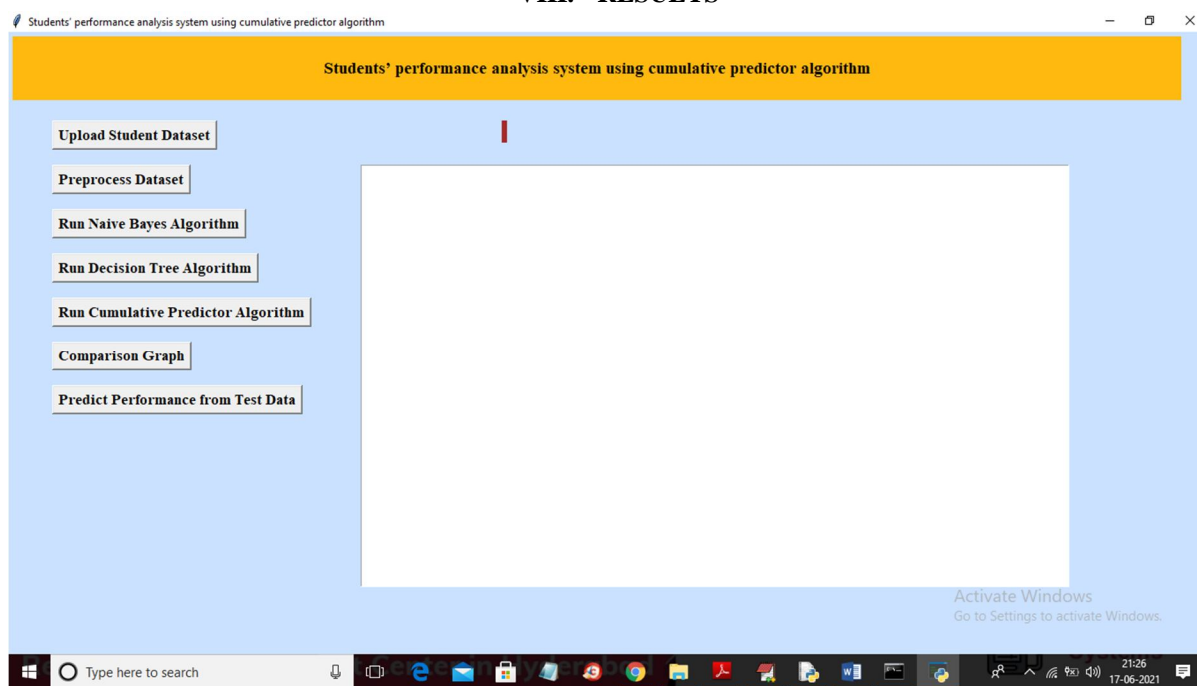 VIII. RESULTS
Students' performance analysis system using cumulative predictor algorithm
Students' performance analysis system using cumulative predictor algorithm
Upload Student Dataset
Preprocess Dataset
Run Naive Bayes Algorithm
Run Decision Tree Algorithm
Run Cumulative Predictor Algorithm
Comparison Graph
Predict Performance from Test Data
Activate Windows
Go to Settings to activate Windows.
Type here to search
21:26
17-06-2021